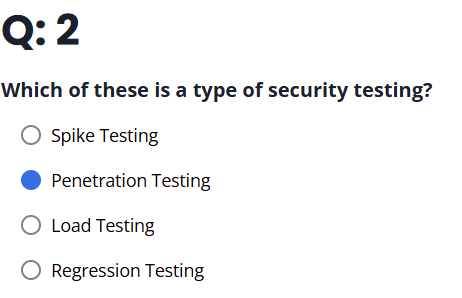 Q: 2
Which of these is a type of security testing?
Spike Testing
Penetration Testing
Load Testing
Regression Testing